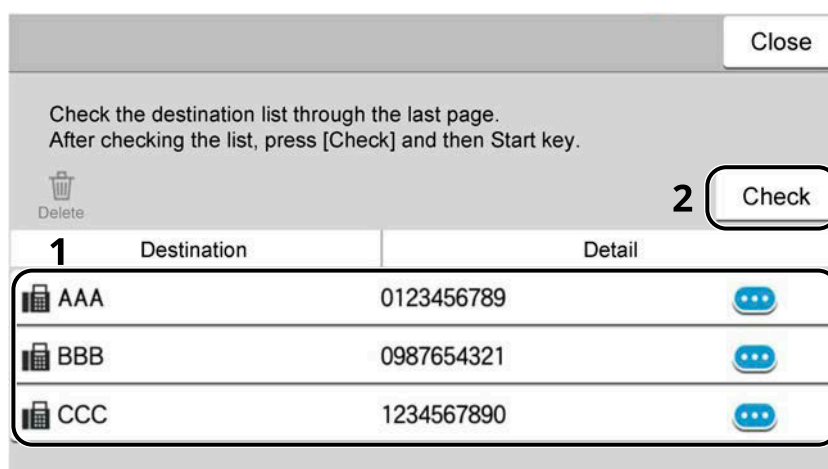 Close
Check the destination list through the last page.
After checking the list, press [Check] and then Start key.
Delete
2 Check
1 Destination Detail
AAA 0123456789
BBB 0987654321
CCC 1234567890